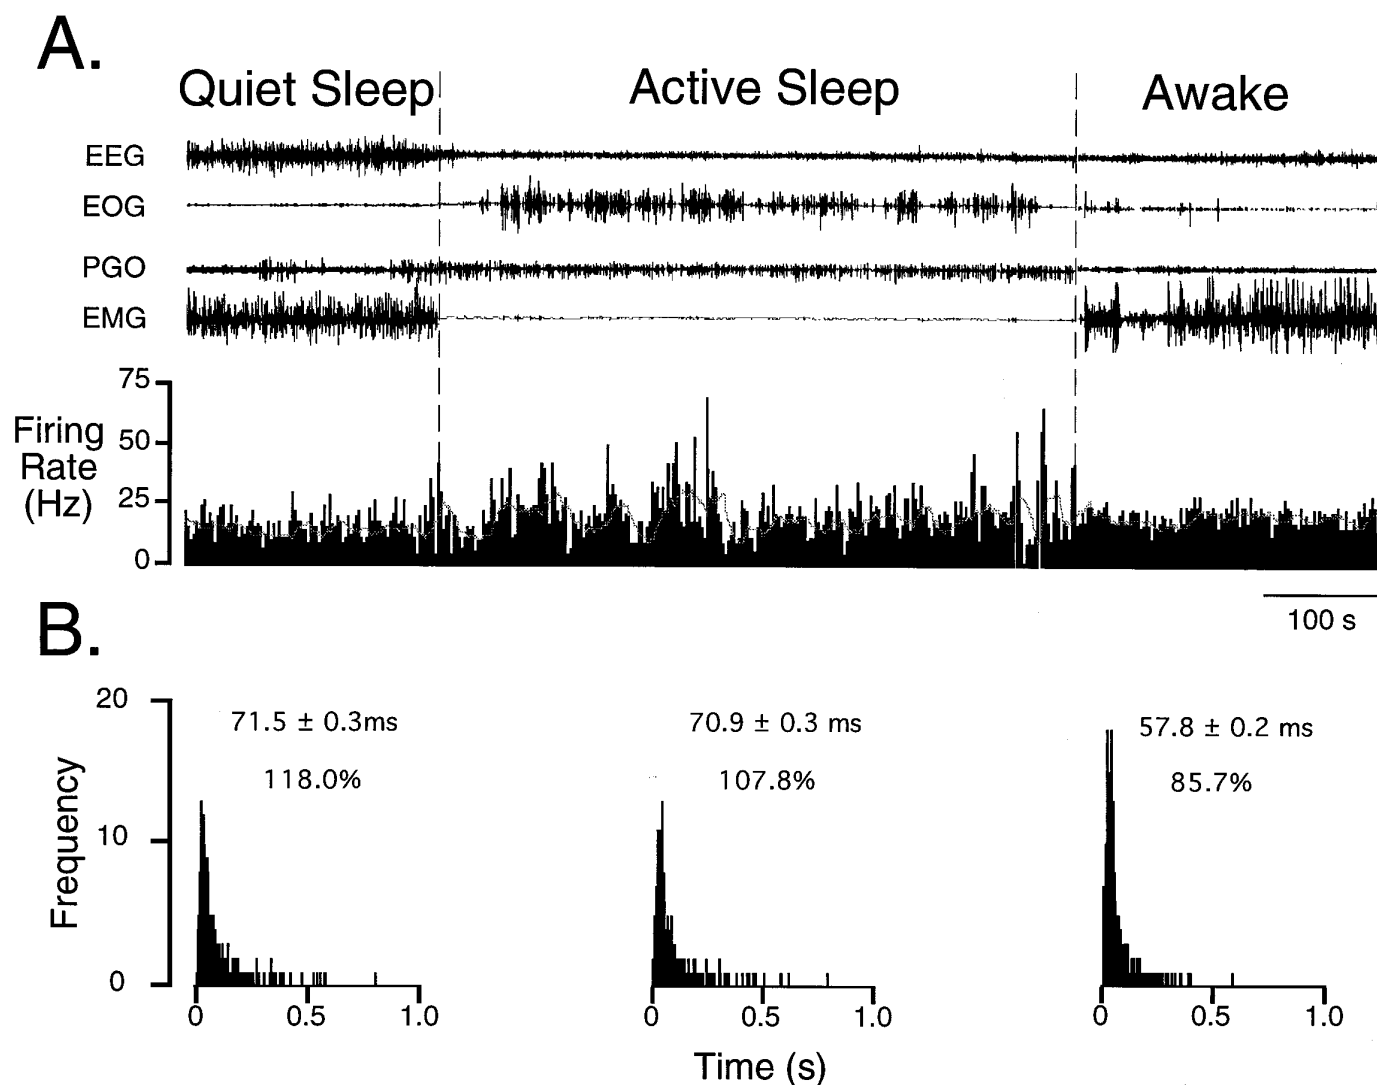 A.
Quiet Sleep
Active Sleep
Awake
EEG
EOG
PGO
EMG
75
50
25
0
Firing
Rate
(Hz)
100 s
B.
20
10
0
Frequency
71.5 ± 0.3ms
118.0%
70.9 ± 0.3 ms
107.8%
57.8 ± 0.2 ms
85.7%
0 0.5 1.0
0 0.5 1.0
0 0.5 1.0
Time (s)